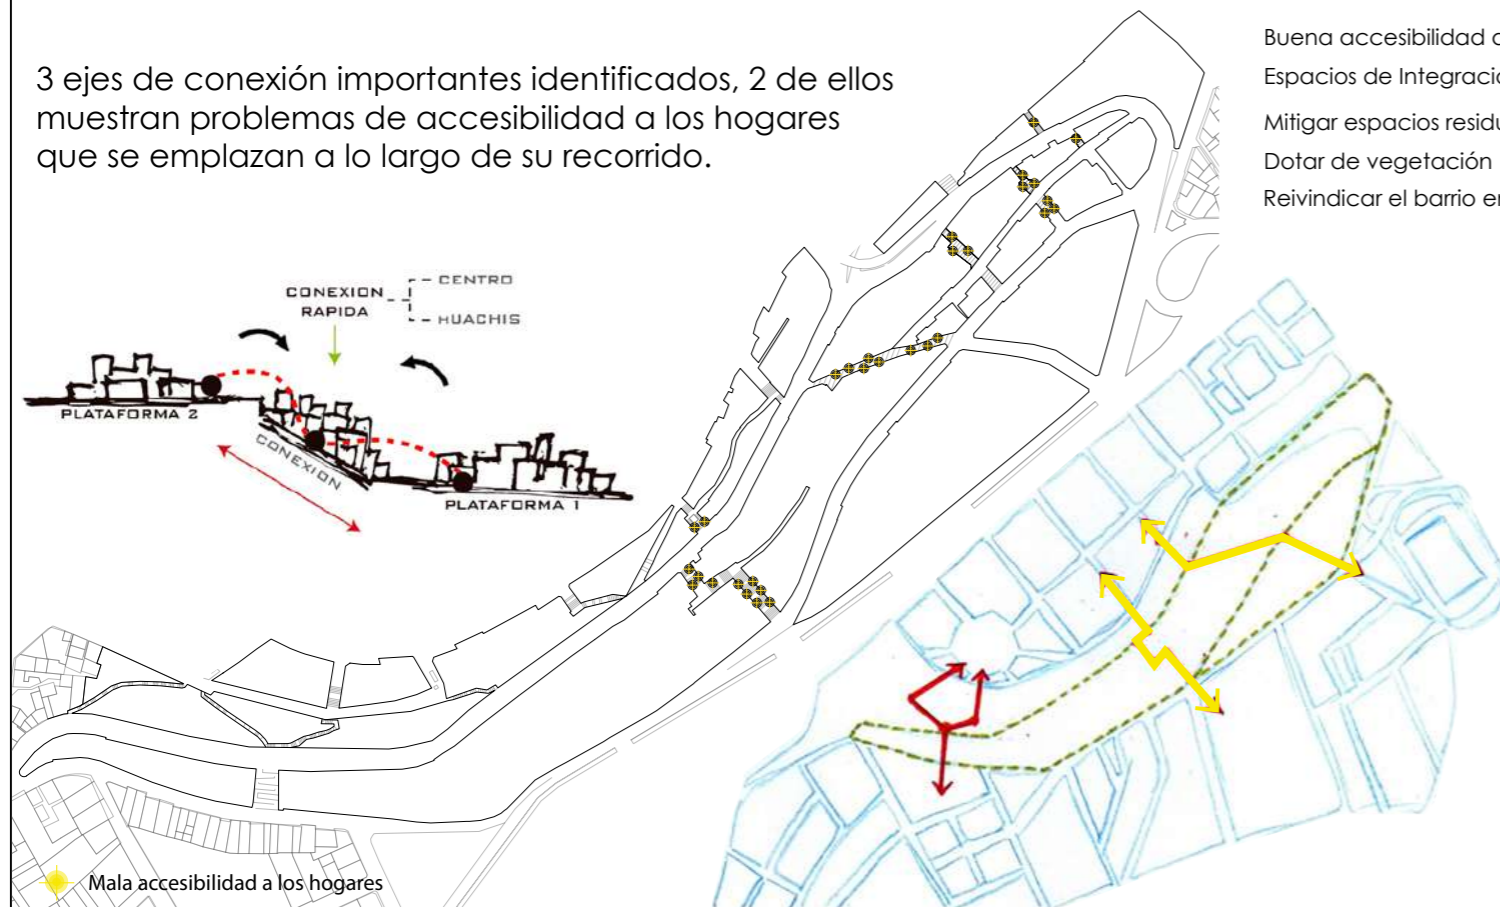 3 ejes de conexión importantes identificados, 2 de ellos
muestran problemas de accesibilidad a los hogares
que se emplazan a lo largo de su recorrido.
Buena accesibilidad
Espacios de
Mitigar espacios
Dotar de vegetación
Reivindicar el barrio
CONEXION
RAPIDA
CENTRO
HUACHIS
PLATAFORMA 2
CONEXION
PLATAFORMA 1
Mala accesibilidad a los hogares